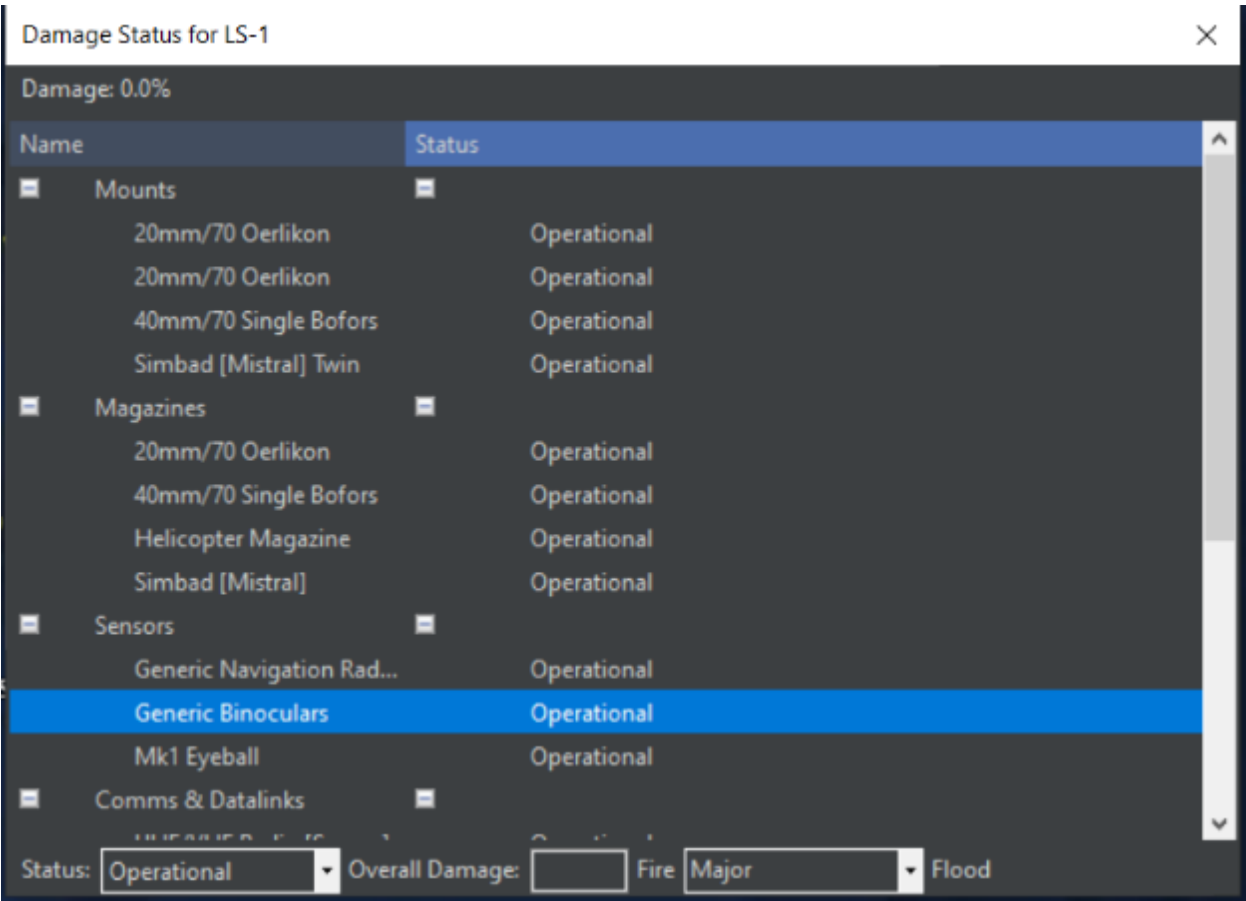 Damage Status for LS-1
Damage: 0.0%
Name Status
Mounts
20mm/70 Oerlikon Operational
20mm/70 Oerlikon Operational
40mm/70 Single Bofors Operational
Simbad [Mistral] Twin Operational
Magazines
20mm/70 Oerlikon Operational
40mm/70 Single Bofors Operational
Helicopter Magazine Operational
Simbad [Mistral] Operational
Sensors
Generic Navigation Rad... Operational
Generic Binoculars Operational
Mk1 Eyeball Operational
Comms & Datalinks
Status: Operational Overall Damage: Fire Major Flood